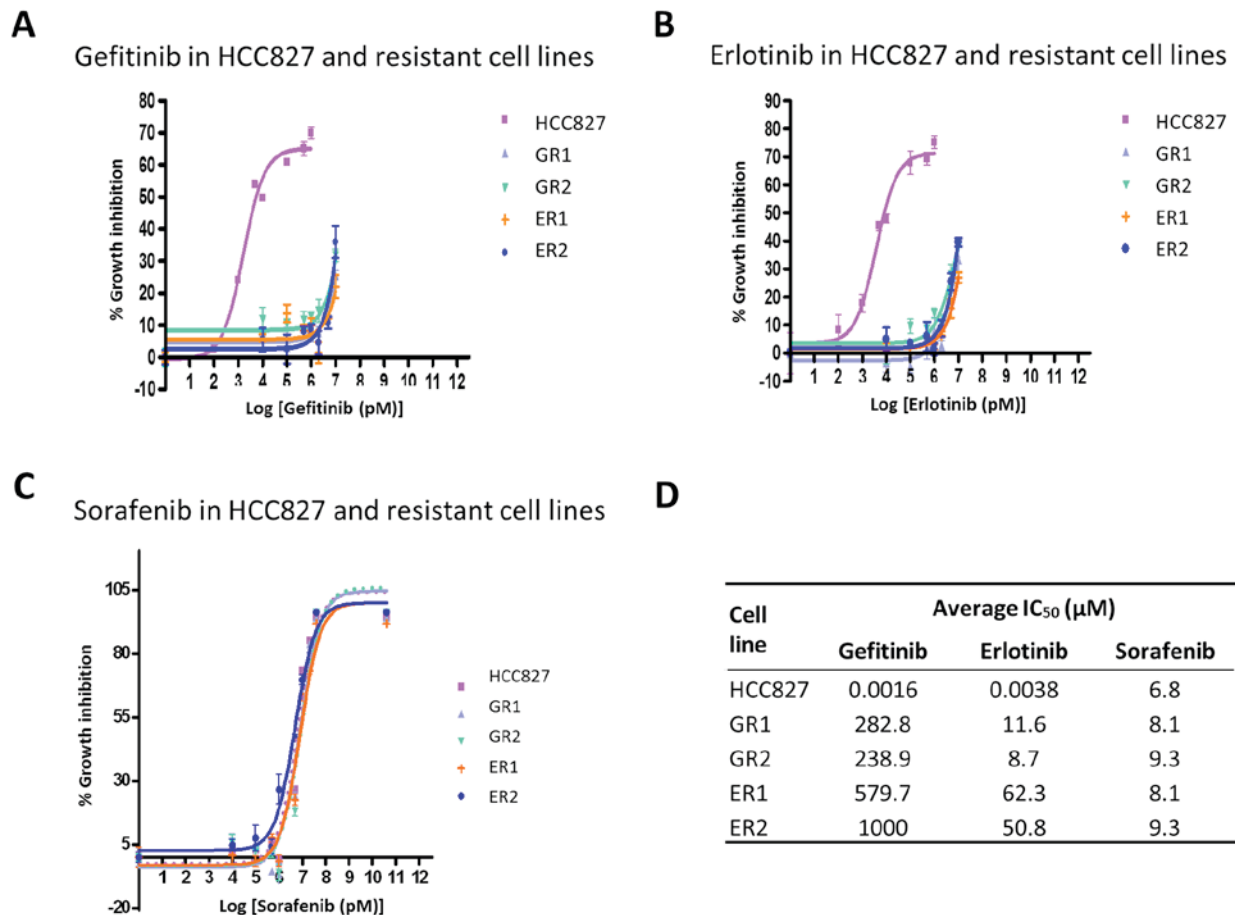 A
Gefitinib in HCC827 and resistant cell lines
80
70
60
50
40
30
20
10
0
-10
% Growth inhibition
1 2 3 4 5 6 7 8 9 10 11 12
Log [Gefitinib (pM)]
HCC827
GR1
GR2
ER1
ER2
B
Erlotinib in HCC827 and resistant cell lines
90
80
70
60
50
40
30
20
10
0
-10
% Growth inhibition
1 2 3 4 5 6 7 8 9 10 11 12
Log [Erlotinib (pM)]
HCC827
GR1
GR2
ER1
ER2
C
Sorafenib in HCC827 and resistant cell lines
105
80
55
30
5
-20
% Growth inhibition
1 2 3 4 5 6 7 8 9 10 11 12
Log [Sorafenib (pM)]
HCC827
GR1
GR2
ER1
ER2
D
Cell line Average IC50 (µM)
Gefitinib Erlotinib Sorafenib
HCC827 0.0016 0.0038 6.8
GR1 282.8 11.6 8.1
GR2 238.9 8.7 9.3
ER1 579.7 62.3 8.1
ER2 1000 50.8 9.3